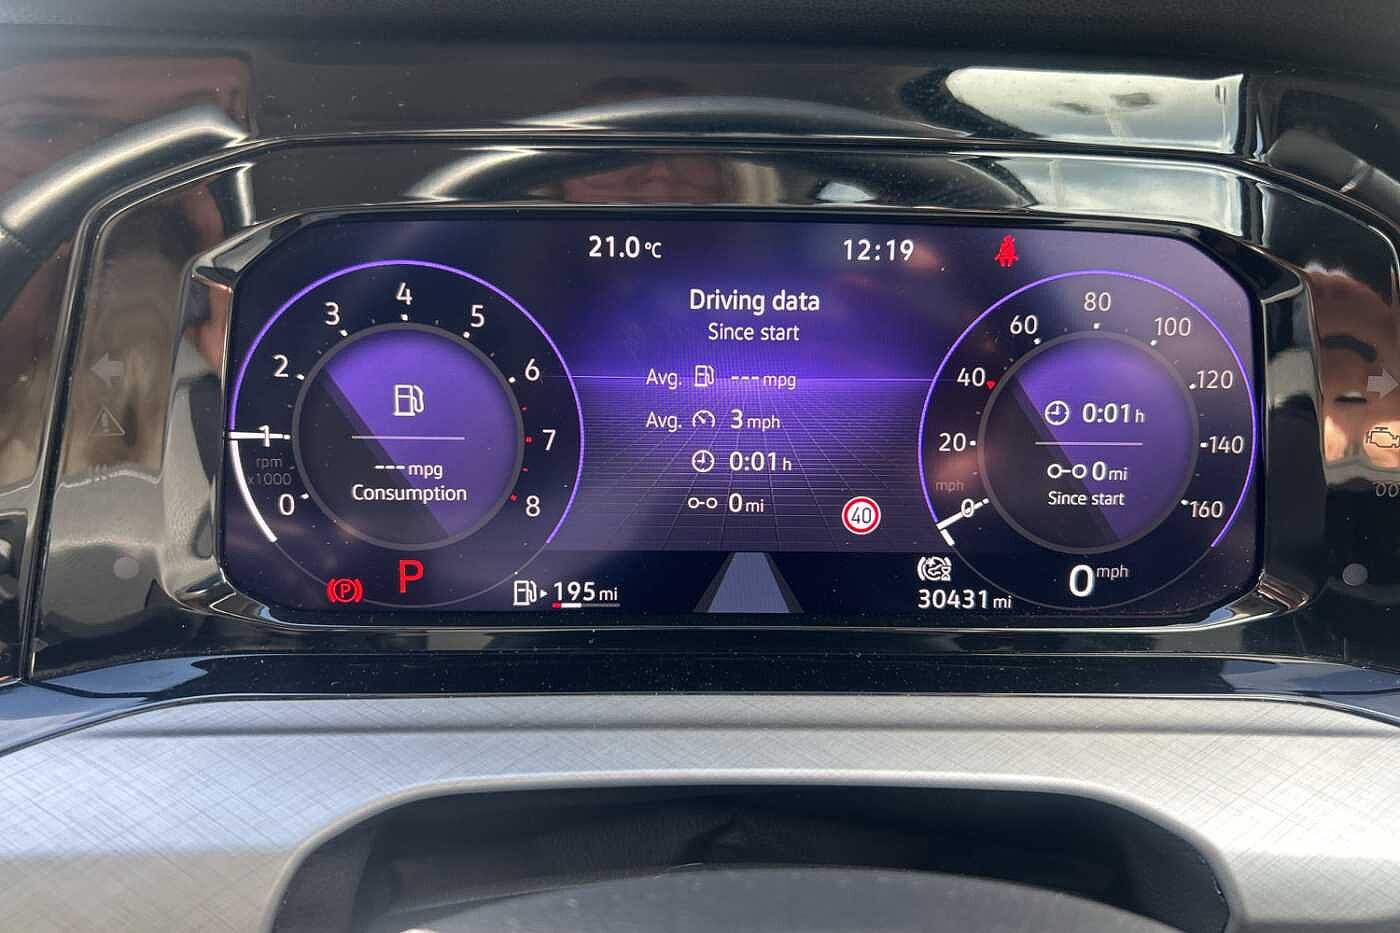 21.0 °C
12:19
Driving data
Since start
Avg. --- mpg
Avg. 3 mph
0:01 h
0 mi
40
0
1
2
3
4
5
6
7
8
rpm
x1000
--- mpg
Consumption
P
P
195 mi
0
20
40
60
80
100
120
140
160
mph
0:01 h
0 mi
Since start
30431 mi
0 mph